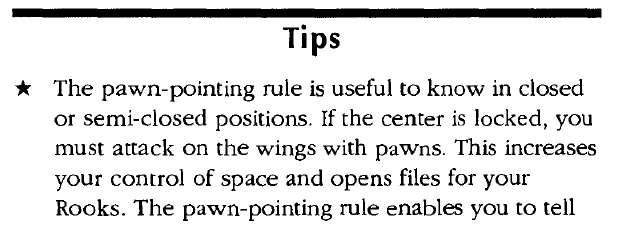 Tips
★ The pawn-pointing rule is useful to know in closed
or semi-closed positions. If the center is locked, you
must attack on the wings with pawns. This increases
your control of space and opens files for your
Rooks. The pawn-pointing rule enables you to tell